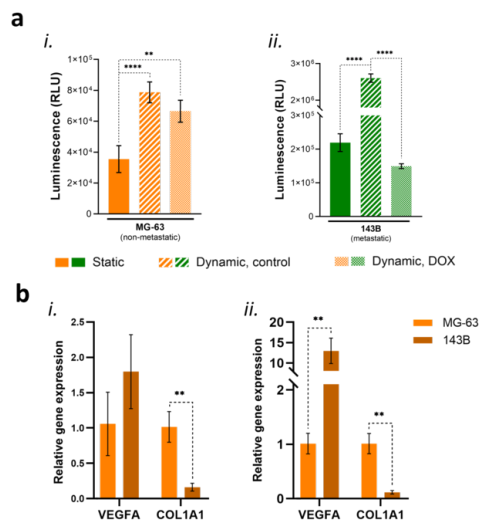 a
i.
ii.
Luminescence (RLU)
1×10⁵
8×10⁴
6×10⁴
4×10⁴
2×10⁴
0
**
****
MG-63
(non-metastatic)
Luminescence (RLU)
3×10⁶
2×10⁶
3×10⁵
2×10⁵
1×10⁵
0
**** ****
143B
(metastatic)
Static
Dynamic, control
Dynamic, DOX
b
i.
ii.
Relative gene expression
2.5
2.0
1.5
1.0
0.5
0.0
**
VEGFA COL1A1
Relative gene expression
20
15
10
2
1
0
**
**
VEGFA COL1A1
MG-63
143B